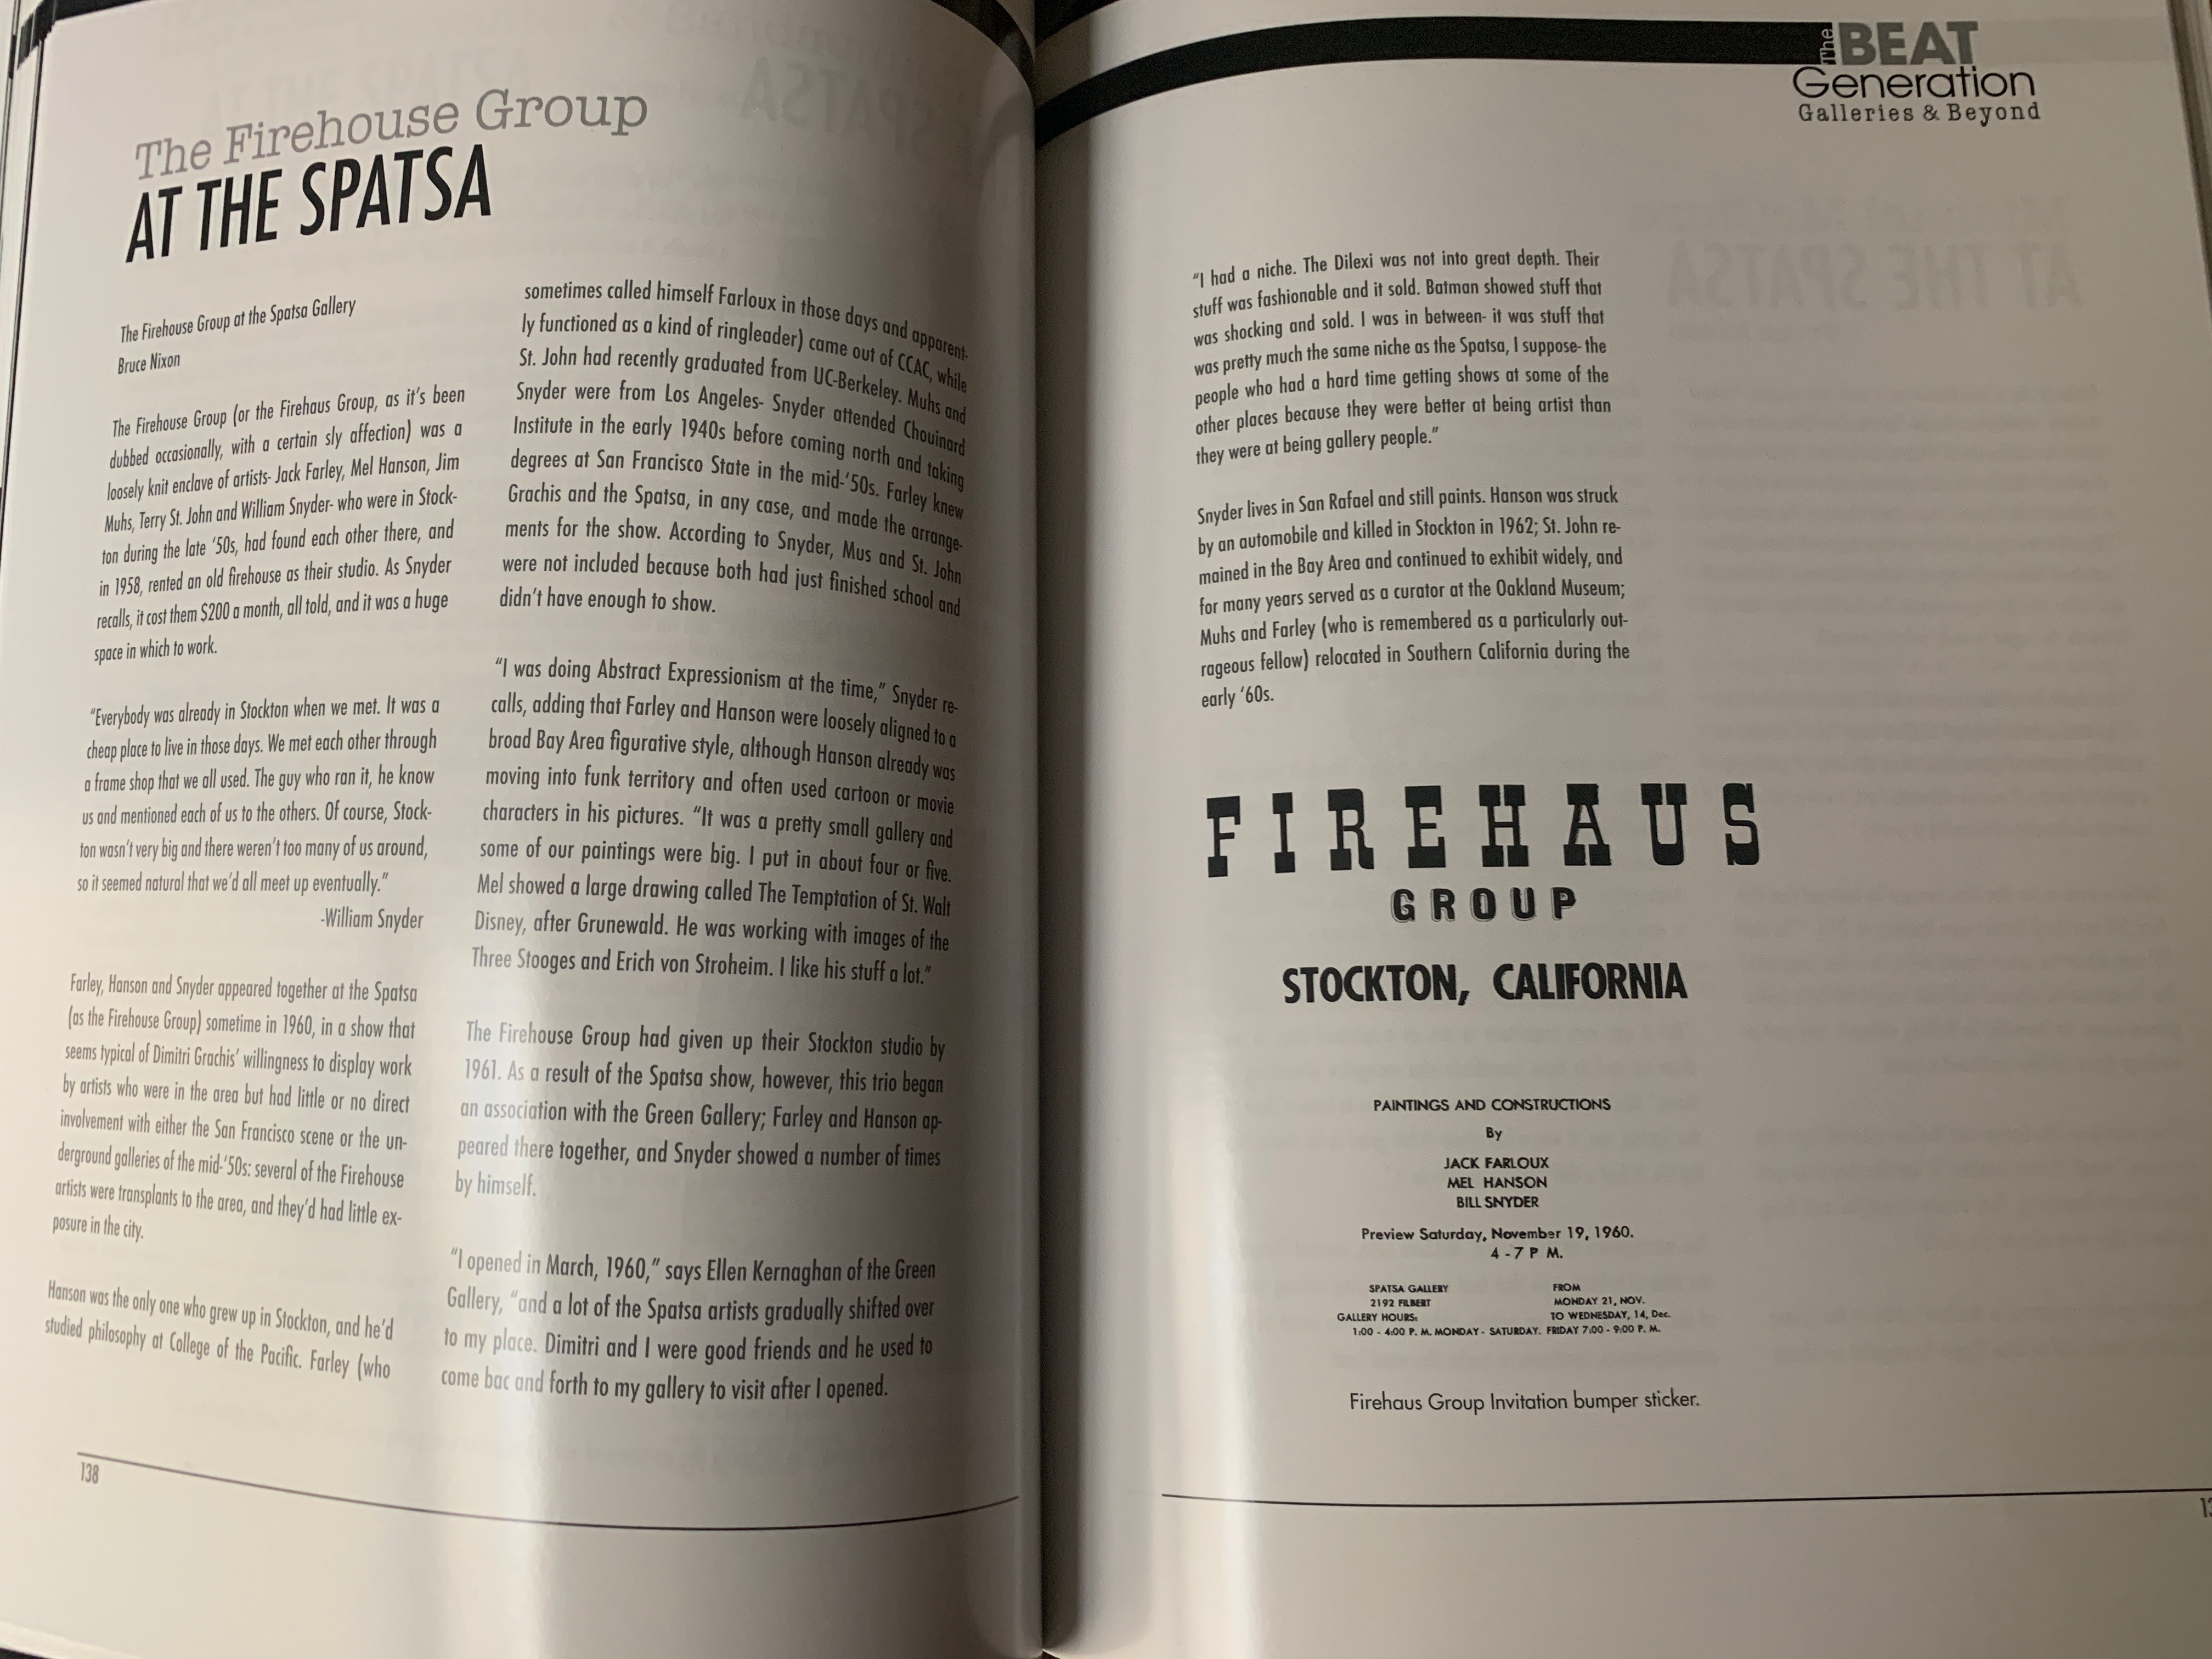 The Firehouse Group
AT THE SPATSA
The Firehouse Group at the Spatsa Gallery
Bruce Nixon
The Firehouse Group (or the Firehaus Group, as it's been
dubbed occasionally, with a certain sly affection) was a
loosely knit enclave of artists- Jack Farley, Mel Hanson, Jim
Muhs, Terry St. John and William Snyder- who were in Stock-
ton during the late '50s, had found each other there, and
in 1958, rented an old firehouse as their studio. As Snyder
recalls, it cost them $200 a month, all told, and it was a huge
space in which to work.
"Everybody was already in Stockton when we met. It was a
cheap place to live in those days. We met each other through
a frame shop that we all used. The guy who ran it, he know
us and mentioned each of us to the others. Of course, Stock-
ton wasn't very big and there weren't too many of us around,
so it seemed natural that we'd all meet up eventually."
-William Snyder
Farley, Hanson and Snyder appeared together at the Spatsa
(as the Firehouse Group) sometime in 1960, in a show that
seems typical of Dimitri Grachis' willingness to display work
by artists who were in the area but had little or no direct
involvement with either the San Francisco scene or the un-
derground galleries of the mid-'50s: several of the Firehouse
artists were transplants to the area, and they'd had little ex-
posure in the city.
Hanson was the only one who grew up in Stockton, and he'd
studied philosophy at College of the Pacific. Farley (who
sometimes called himself Farloux in those days and apparent-
ly functioned as a kind of ringleader) came out of CCAC, while
St. John had recently graduated from UC-Berkeley. Muhs and
Snyder were from Los Angeles- Snyder attended Chouinard
Institute in the early 1940s before coming north and taking
degrees at San Francisco State in the mid-'50s. Farley knew
Grachis and the Spatsa, in any case, and made the arrange-
ments for the show. According to Snyder, Mus and St. John
were not included because both had just finished school and
didn't have enough to show.
"I was doing Abstract Expressionism at the time," Snyder re-
calls, adding that Farley and Hanson were loosely aligned to a
broad Bay Area figurative style, although Hanson already was
moving into funk territory and often used cartoon or movie
characters in his pictures. "It was a pretty small gallery and
some of our paintings were big. I put in about four or five.
Mel showed a large drawing called The Temptation of St. Walt
Disney, after Grunewald. He was working with images of the
Three Stooges and Erich von Stroheim. I like his stuff a lot."
The Firehouse Group had given up their Stockton studio by
1961. As a result of the Spatsa show, however, this trio began
an association with the Green Gallery; Farley and Hanson ap-
peared there together, and Snyder showed a number of times
by himself.
"I opened in March, 1960," says Ellen Kernaghan of the Green
Gallery, "and a lot of the Spatsa artists gradually shifted over
to my place. Dimitri and I were good friends and he used to
come bac and forth to my gallery to visit after I opened.
138
The BEAT
Generation
Galleries & Beyond
"I had a niche. The Dilexi was not into great depth. Their
stuff was fashionable and it sold. Batman showed stuff that
was shocking and sold. I was in between- it was stuff that
was pretty much the same niche as the Spatsa, I suppose- the
people who had a hard time getting shows at some of the
other places because they were better at being artist than
they were at being gallery people."
Snyder lives in San Rafael and still paints. Hanson was struck
by an automobile and killed in Stockton in 1962; St. John re-
mained in the Bay Area and continued to exhibit widely, and
for many years served as a curator at the Oakland Museum;
Muhs and Farley (who is remembered as a particularly out-
rageous fellow) relocated in Southern California during the
early '60s.
FIREHAUS
GROUP
STOCKTON, CALIFORNIA
PAINTINGS AND CONSTRUCTIONS
By
JACK FARLOUX
MEL HANSON
BILL SNYDER
Preview Saturday, November 19, 1960.
4 - 7 P M.
SPATSA GALLERY FROM
2192 FILBERT MONDAY 21, NOV.
GALLERY HOURS: TO WEDNESDAY, 14, Dec.
1:00 - 4:00 P. M. MONDAY - SATURDAY. FRIDAY 7:00 - 9:00 P. M.
Firehaus Group Invitation bumper sticker.